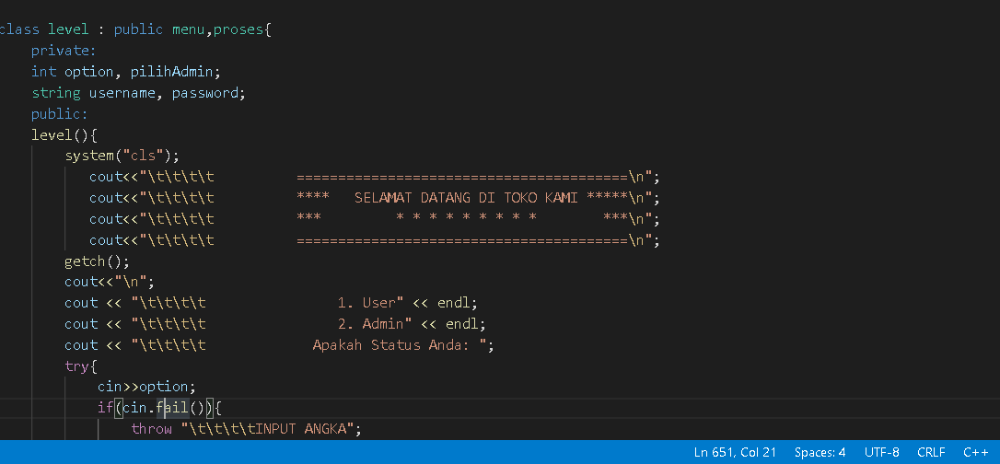 class level : public menu,proses{
    private:
    int option, pilihAdmin;
    string username, password;
    public:
    level(){
        system("cls");
           cout<<"\t\t\t\t          ========================================\n";
           cout<<"\t\t\t\t          ****   SELAMAT DATANG DI TOKO KAMI *****\n";
           cout<<"\t\t\t\t          ***         * * * * * * * * *        ***\n";
           cout<<"\t\t\t\t          ========================================\n";
        getch();
        cout<<"\n";
        cout << "\t\t\t\t                1. User" << endl;
        cout << "\t\t\t\t                2. Admin" << endl;
        cout << "\t\t\t\t             Apakah Status Anda: ";
        try{
            cin>>option;
            if(cin.fail()){
                throw "\t\t\t\tINPUT ANGKA";
Ln 651, Col 21 Spaces: 4 UTF-8 CRLF C++